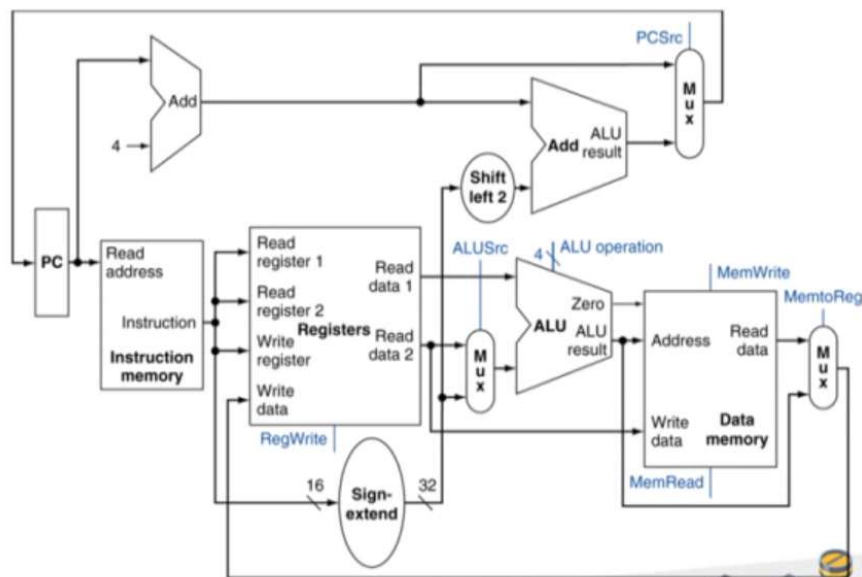 PCSrc
M
u
x
Add
4
Add
ALU
result
Shift
left 2
PC
Read
address
Instruction
Instruction
memory
Read
register 1
Read
register 2
Write
register
Write
data
Registers
Read
data 1
Read
data 2
RegWrite
ALUSrc
M
u
x
4
ALU operation
Zero
ALU
ALU
result
MemWrite
Address
Read
data
Write
data
Data
memory
MemRead
MemtoReg
M
u
x
16
Sign-
extend
32